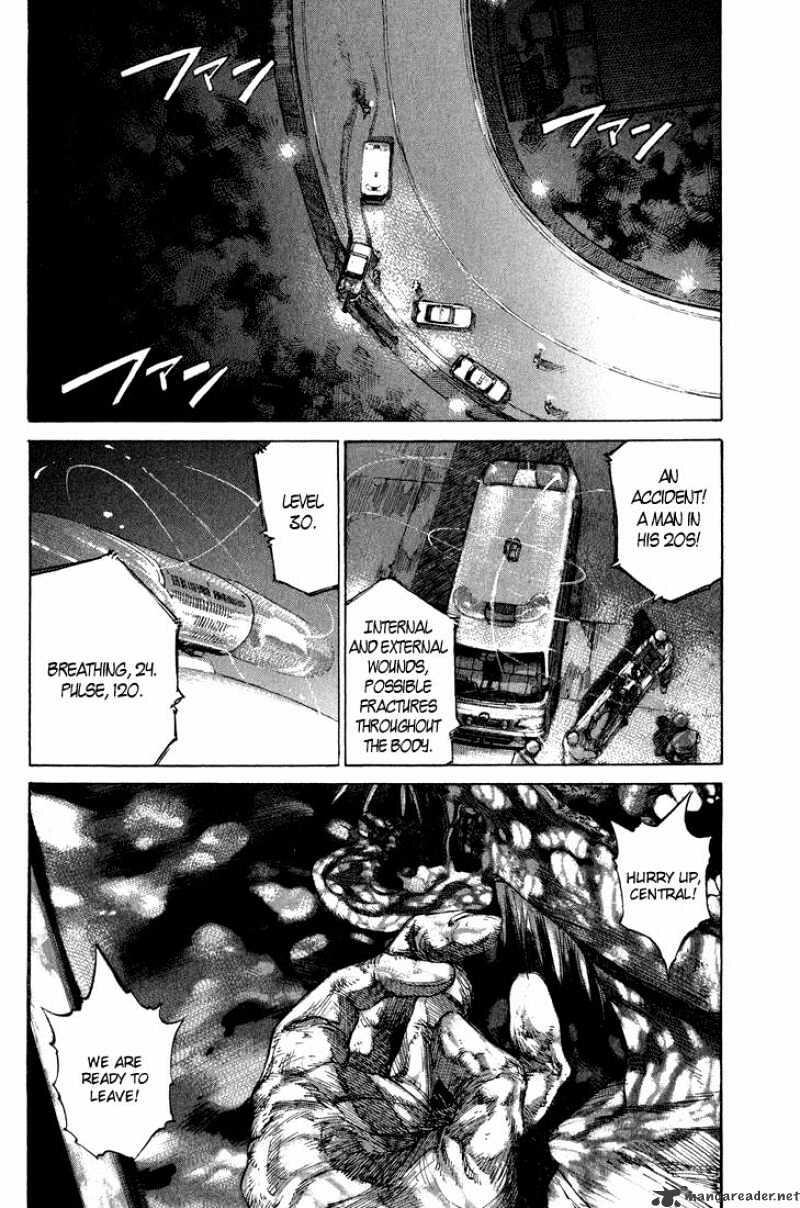 ファン
ファン
ファン
AN
ACCIDENT!
A MAN IN
HIS 20S!
INTERNAL
AND EXTERNAL
WOUNDS,
POSSIBLE
FRACTURES
THROUGHOUT
THE BODY.
LEVEL
30.
BREATHING, 24.
PULSE, 120.
HURRY UP,
CENTRAL!
WE ARE
READY TO
LEAVE!
mangareader.net